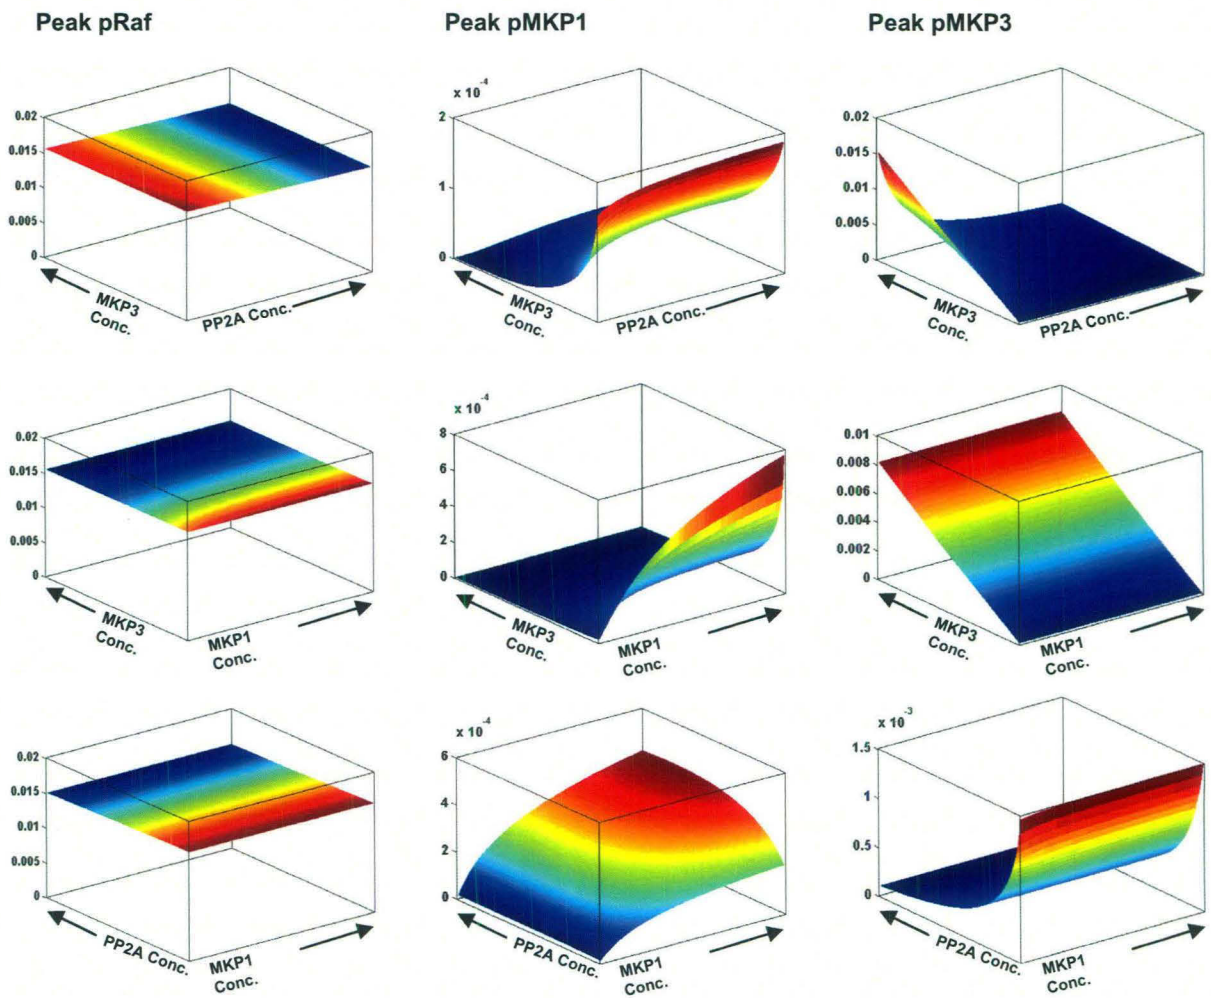 Peak pRaf
Peak pMKP1
Peak pMKP3
0.02
0.015
0.01
0.005
0
MKP3
Conc.
PP2A Conc.
x 10-4
2
1
0
MKP3
Conc.
PP2A Conc.
0.02
0.015
0.01
0.005
0
MKP3
Conc.
PP2A Conc.
0.02
0.015
0.01
0.005
0
MKP3
Conc.
MKP1
Conc.
x 10-4
8
6
4
2
0
MKP3
Conc.
MKP1
Conc.
0.01
0.008
0.006
0.004
0.002
0
MKP3
Conc.
MKP1
Conc.
0.02
0.015
0.01
0.005
0
PP2A Conc.
MKP1
Conc.
x 10-4
6
4
2
0
PP2A Conc.
MKP1
Conc.
x 10-3
1.5
1
0.5
0
PP2A Conc.
MKP1
Conc.